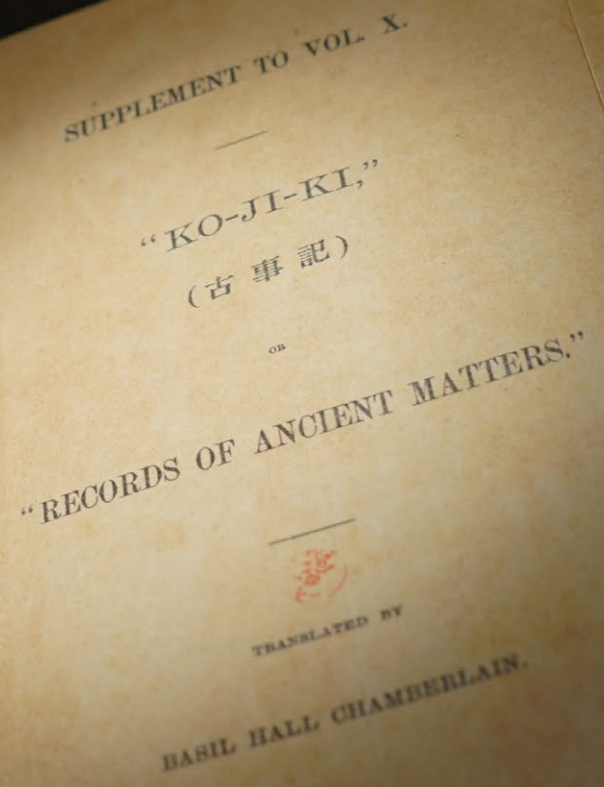 SUPPLEMENT TO VOL. X.
“KO-JI-KI,”
(古事記)
OR
“RECORDS OF ANCIENT MATTERS.”
TRANSLATED BY
BASIL HALL CHAMBERLAIN.